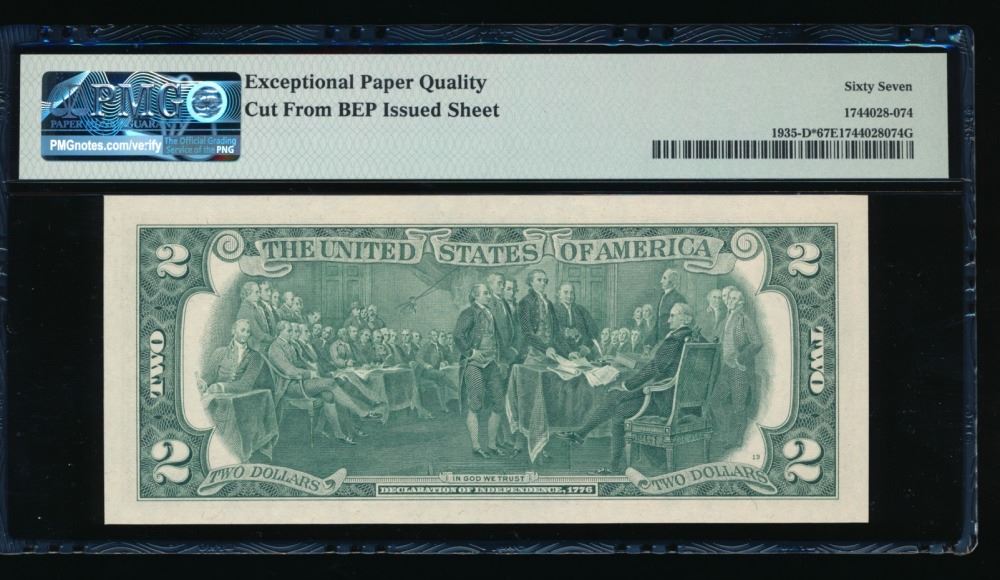 Exceptional Paper Quality
Cut From BEP Issued Sheet
Sixty Seven
1744028-074
1935-D*67E1744028074G
PMG
PAPER MONEY GUARANTY
PMGnotes.com/verify
The Official Grading
Service of the PNG
THE UNITED STATES OF AMERICA
2 2
TWO TWO
2 2
13
TWO DOLLARS TWO DOLLARS
IN GOD WE TRUST
DECLARATION OF INDEPENDENCE, 1776